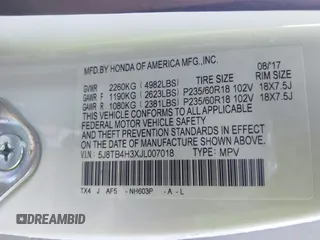 MFD.BY HONDA OF AMERICA MFG.,INC. 08/17
GVWR 2260KG (4982LBS) TIRE SIZE RIM SIZE
GAWR F 1190KG (2623LBS) P235/60R18 102V 18X7.5J
GAWR R 1080KG (2381LBS) P235/60R18 102V 18X7.5J
THIS VEHICLE CONFORMS TO ALL APPLICABLE
FEDERAL MOTOR VEHICLE SAFETY AND THEFT
PREVENTION STANDARDS IN EFFECT ON THE DATE OF
MANUFACTURE SHOWN ABOVE.
VIN: 5J8TB4H3XJL007018 TYPE: MPV
TX4 J AF5 -NH603P -A -L
DREAMBID
DREAMBID.COM